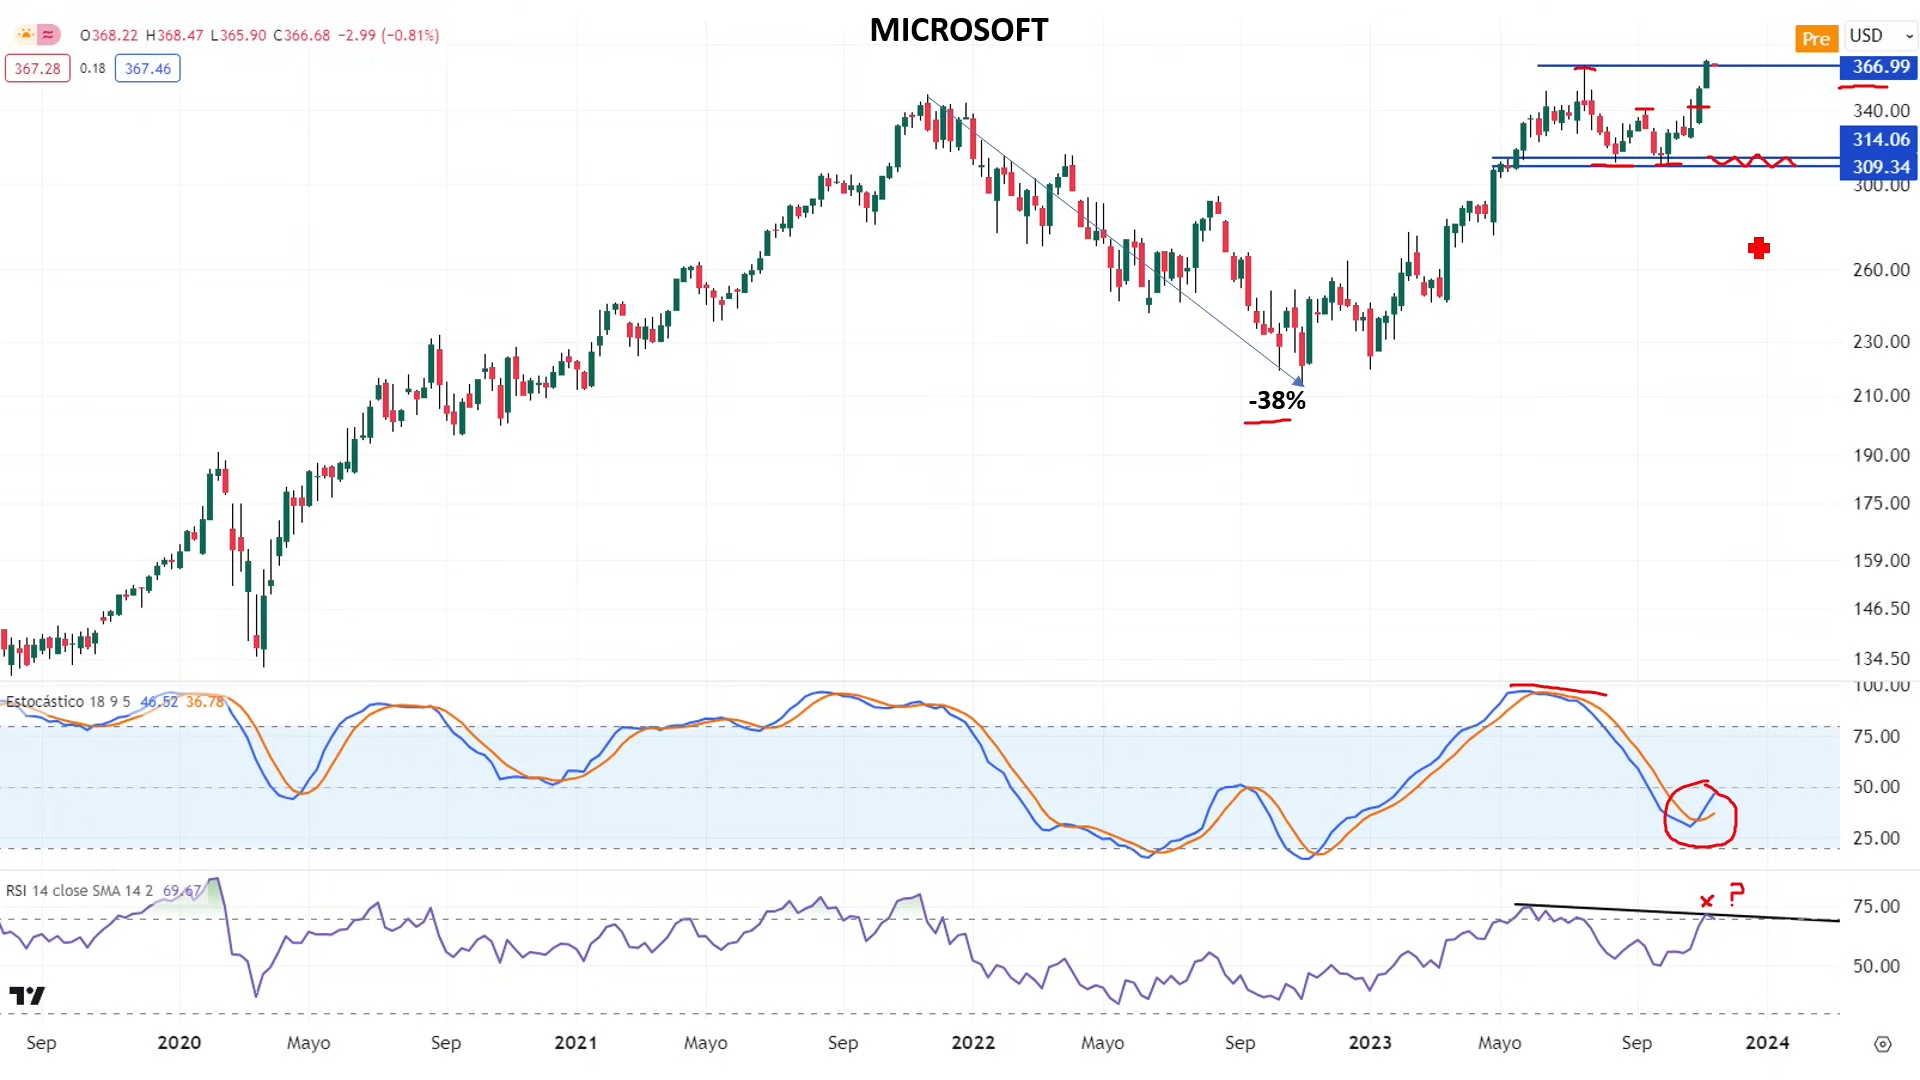 MICROSOFT
O368.22 H368.47 L365.90 C366.68 −2.99 (−0.81%)
367.28 0.18 367.46
Pre
USD
366.99
340.00
314.06
309.34
300.00
260.00
230.00
210.00
190.00
175.00
159.00
146.50
134.50
-38%
Estocástico 18 9 5 46.52 36.78
100.00
75.00
50.00
25.00
RSI 14 close SMA 14 2 69.67
× ?
75.00
50.00
Sep 2020 Mayo Sep 2021 Mayo Sep 2022 Mayo Sep 2023 Mayo Sep 2024